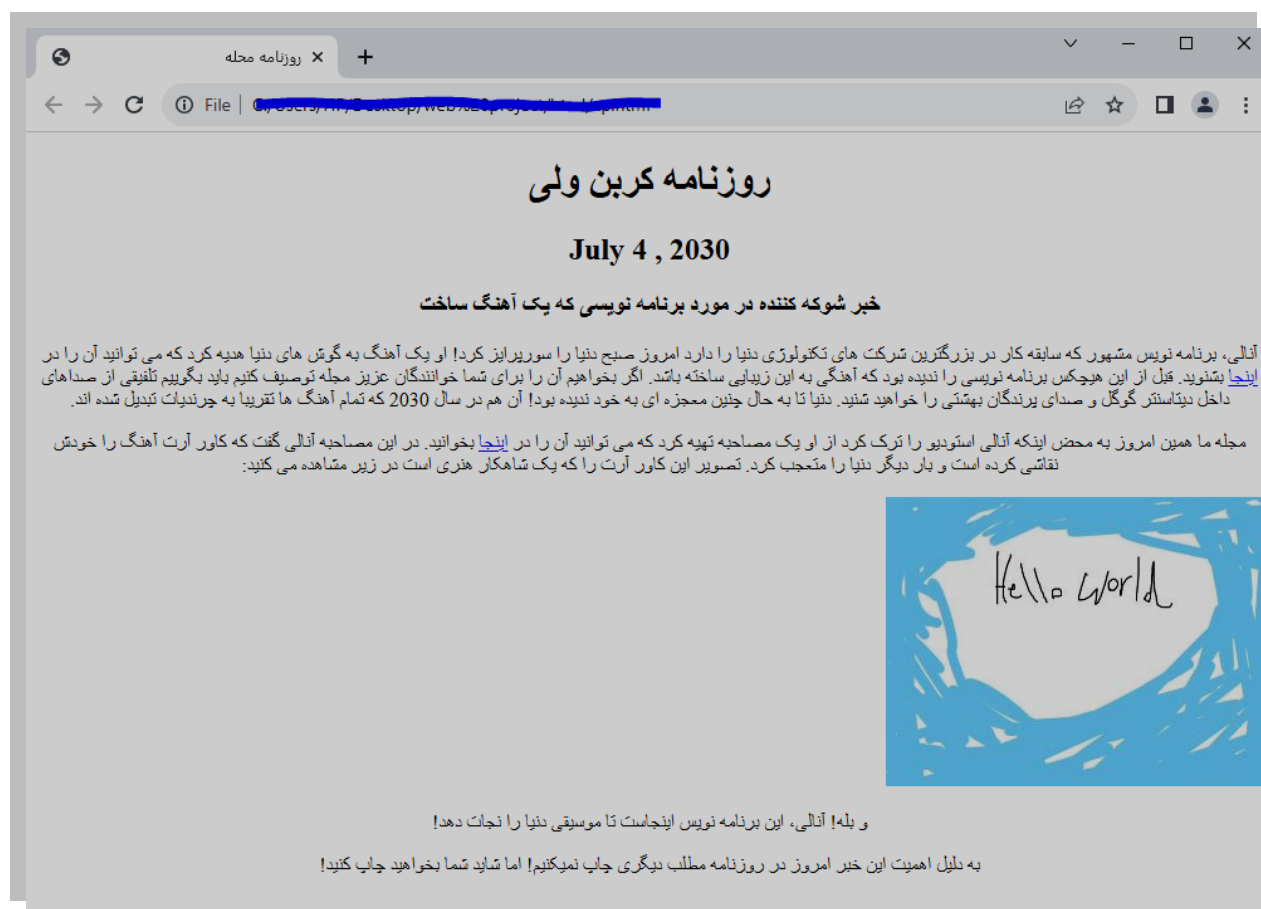 روزنامه محله
File
روزنامه کربن ولی
July 4 , 2030
خبر شوکه کننده در مورد برنامه نویسی که یک آهنگ ساخت
آنالی، برنامه نویس مشهور که سابقه کار در بزرگترین شرکت های تکنولوژی دنیا را دارد امروز صبح دنیا را سورپرایز کرد! او یک آهنگ به گوش های دنیا هدیه کرد که می توانید آن را در
اینجا بشنوید. قبل از این هیچکس برنامه نویسی را ندیده بود که آهنگی به این زیبایی ساخته باشد. اگر بخواهیم آن را برای شما خوانندگان عزیز مجله توصیف کنیم باید بگوییم تلفیقی از صداهای
داخل دیتاسنتر گوگل و صدای پرندگان بهشتی را خواهید شنید. دنیا تا به حال چنین معجزه ای به خود ندیده بود! آن هم در سال 2030 که تمام آهنگ ها تقریبا به چرندیات تبدیل شده اند.
مجله ما همین امروز به محض اینکه آنالی استودیو را ترک کرد از او یک مصاحبه تهیه کرد که می توانید آن را در اینجا بخوانید. در این مصاحبه آنالی گفت که کاور آرت آهنگ را خودش
نقاشی کرده است و بار دیگر دنیا را متعجب کرد. تصویر این کاور آرت را که یک شاهکار هنری است در زیر مشاهده می کنید:
Hello World
و بله! آنالی، این برنامه نویس اینجاست تا موسیقی دنیا را نجات دهد!
به دلیل اهمیت این خبر امروز در روزنامه مطلب دیگری چاپ نمیکنیم! اما شاید شما بخواهید چاپ کنید!